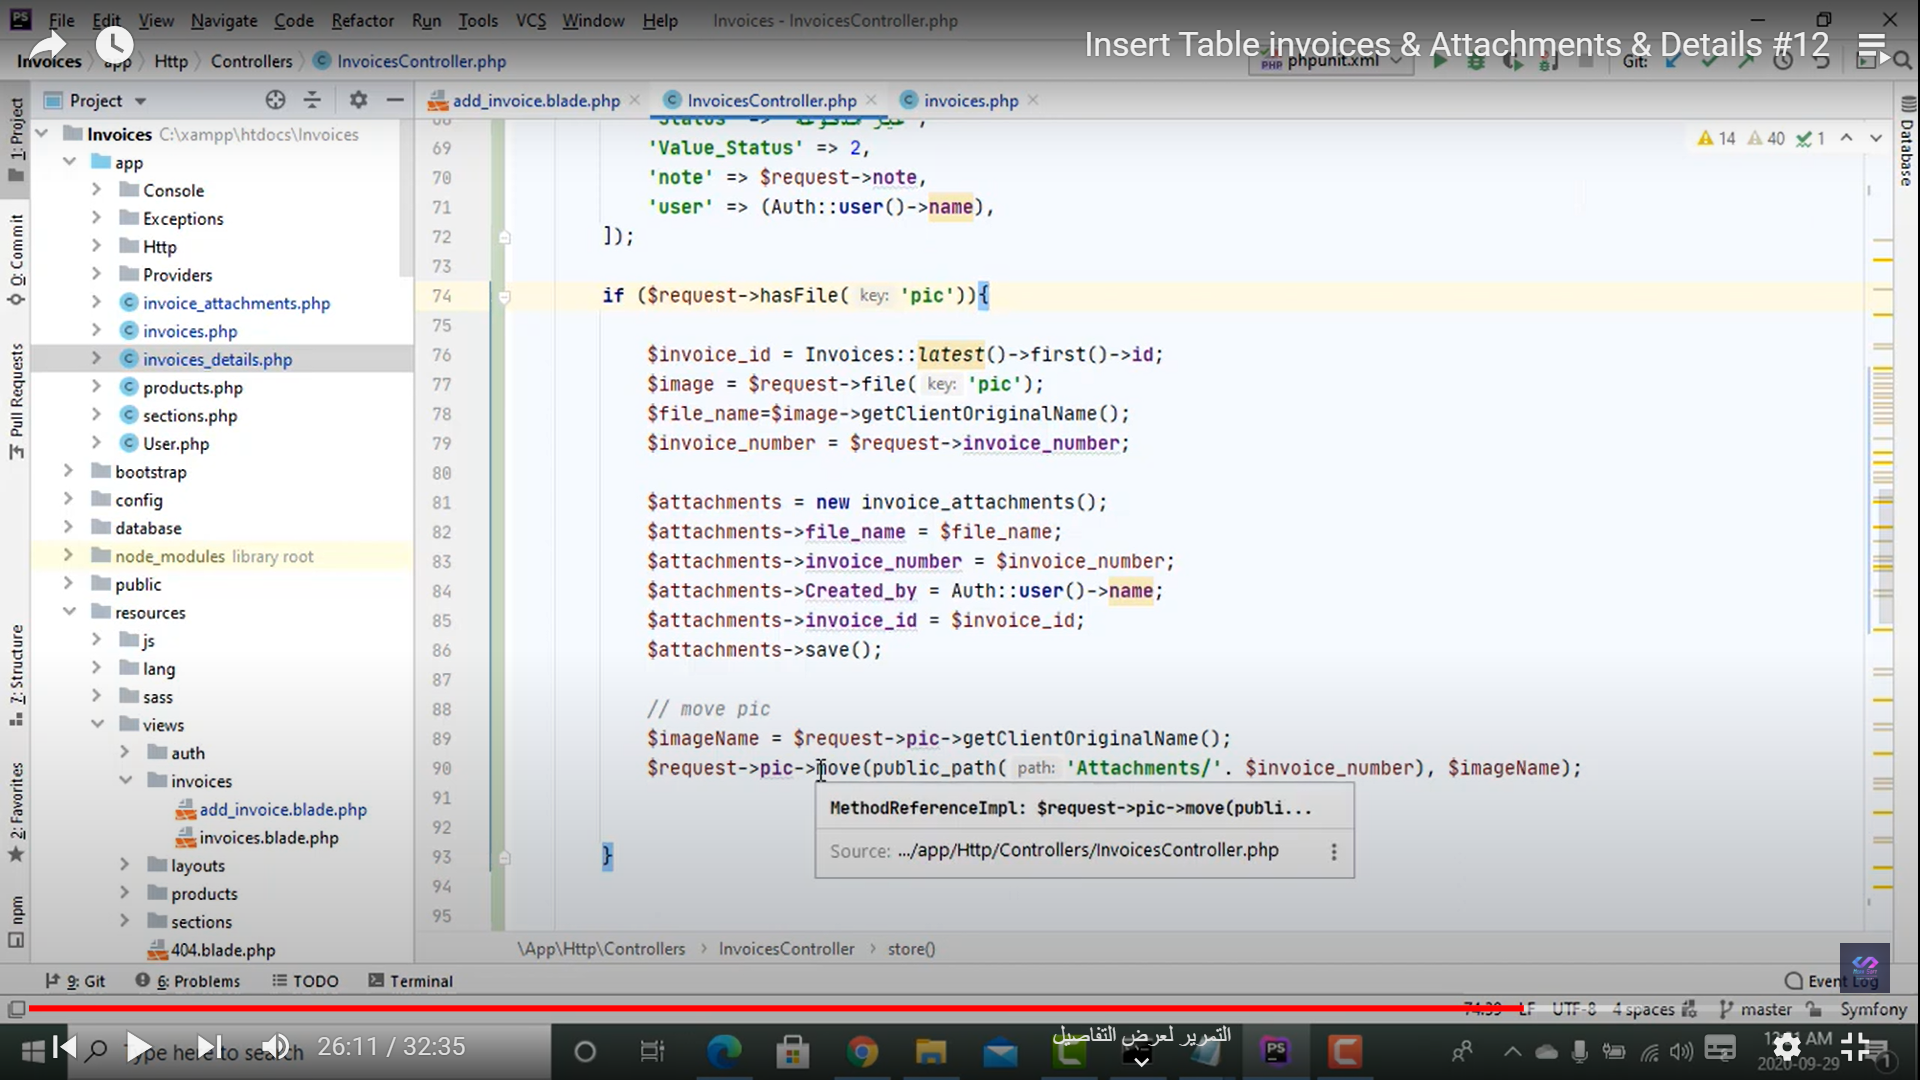 File Edit View Navigate Code Refactor Run Tools VCS Window Help Invoices - InvoicesController.php
Insert Table invoices & Attachments & Details #12
Invoices app Http Controllers InvoicesController.php phpunit.xml Git:
Project
add_invoice.blade.php InvoicesController.php invoices.php
1: Project
0: Commit
Pull Requests
7: Structure
2: Favorites
npm
Database
Invoices C:\xampp\htdocs\Invoices
app
Console
Exceptions
Http
Providers
invoice_attachments.php
invoices.php
invoices_details.php
products.php
sections.php
User.php
bootstrap
config
database
node_modules library root
public
resources
js
lang
sass
views
auth
invoices
add_invoice.blade.php
invoices.blade.php
layouts
products
sections
404.blade.php
14 40 1
68 'Status' => 'غير مدفوعة',
69 'Value_Status' => 2,
70 'note' => $request->note,
71 'user' => (Auth::user()->name),
72 ]);
73
74 if ($request->hasFile( key: 'pic')){
75
76 $invoice_id = Invoices::latest()->first()->id;
77 $image = $request->file( key: 'pic');
78 $file_name=$image->getClientOriginalName();
79 $invoice_number = $request->invoice_number;
80
81 $attachments = new invoice_attachments();
82 $attachments->file_name = $file_name;
83 $attachments->invoice_number = $invoice_number;
84 $attachments->Created_by = Auth::user()->name;
85 $attachments->invoice_id = $invoice_id;
86 $attachments->save();
87
88 // move pic
89 $imageName = $request->pic->getClientOriginalName();
90 $request->pic->move(public_path( path: 'Attachments/'. $invoice_number), $imageName);
91
92
93 }
94
95
MethodReferenceImpl: $request->pic->move(publi...
Source: .../app/Http/Controllers/InvoicesController.php
\App\Http\Controllers InvoicesController store()
9: Git 6: Problems TODO Terminal Event Log
74:39 LF UTF-8 4 spaces master Symfony
Type here to search
26:11 / 32:35
التمرير لعرض التفاصيل
AM
2020-09-29
1